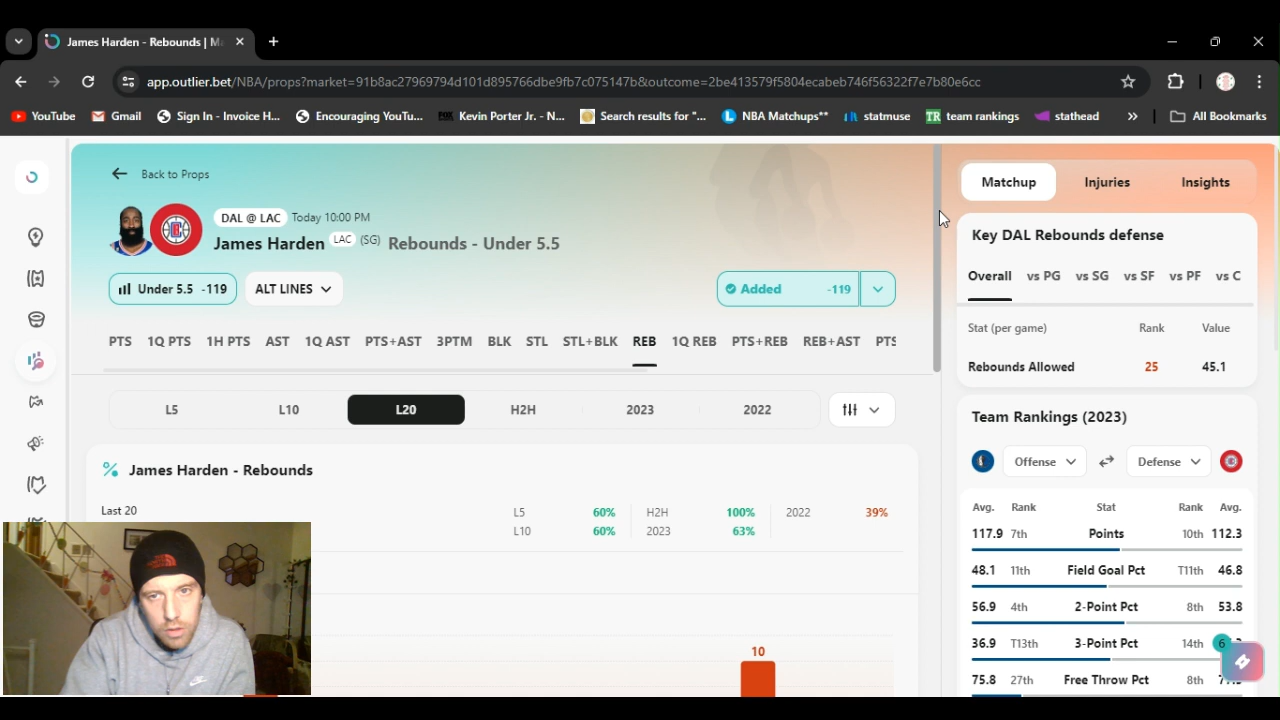 James Harden - Rebounds | Ma
app.outlier.bet/NBA/props?market=91b8ac27969794d101d895766dbe9fb7c075147b&outcome=2be413579f5804ecabeb746f56322f7e7b80e6cc
YouTube Gmail Sign In - Invoice H... Encouraging YouTu... Kevin Porter Jr. - N... Search results for "... NBA Matchups** statmuse TR team rankings stathead » All Bookmarks
Back to Props
DAL @ LAC Today 10:00 PM
James Harden LAC (SG) Rebounds - Under 5.5
Under 5.5 -119 ALT LINES Added -119
PTS 1Q PTS 1H PTS AST 1Q AST PTS+AST 3PTM BLK STL STL+BLK REB 1Q REB PTS+REB REB+AST PTS
L5 L10 L20 H2H 2023 2022
James Harden - Rebounds
Last 20
L5 60% H2H 100% 2022 39%
L10 60% 2023 63%
10
Matchup Injuries Insights
Key DAL Rebounds defense
Overall vs PG vs SG vs SF vs PF vs C
Stat (per game) Rank Value
Rebounds Allowed 25 45.1
Team Rankings (2023)
Offense Defense
Avg. Rank Stat Rank Avg.
117.9 7th Points 10th 112.3
48.1 11th Field Goal Pct T11th 46.8
56.9 4th 2-Point Pct 8th 53.8
36.9 T13th 3-Point Pct 14th
75.8 27th Free Throw Pct 8th